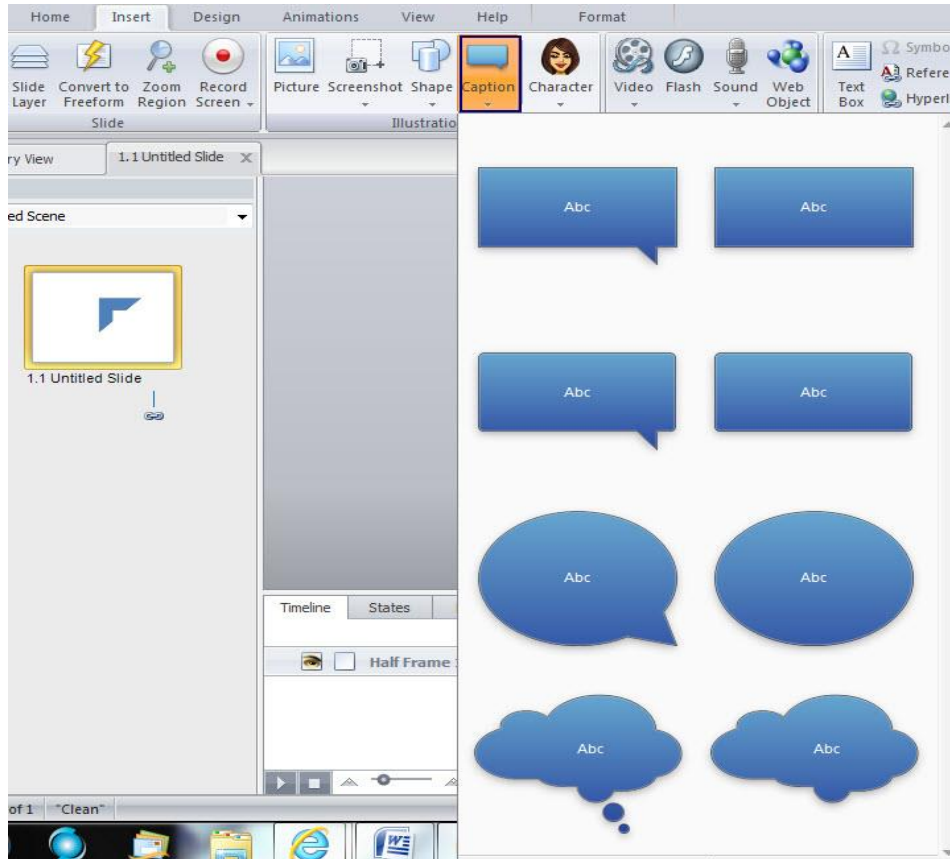 Home Insert Design Animations View Help Format
Slide Layer
Convert to Freeform
Zoom Region
Record Screen
Picture
Screenshot
Shape
Caption
Character
Video
Flash
Sound
Web Object
Text Box
Symbo
Refere
Hyperl
Slide
Illustratio
ry View
1.1 Untitled Slide
ed Scene
Abc Abc
1.1 Untitled Slide
Abc Abc
Abc Abc
Timeline States
Half Frame
Abc Abc
of 1 "Clean"